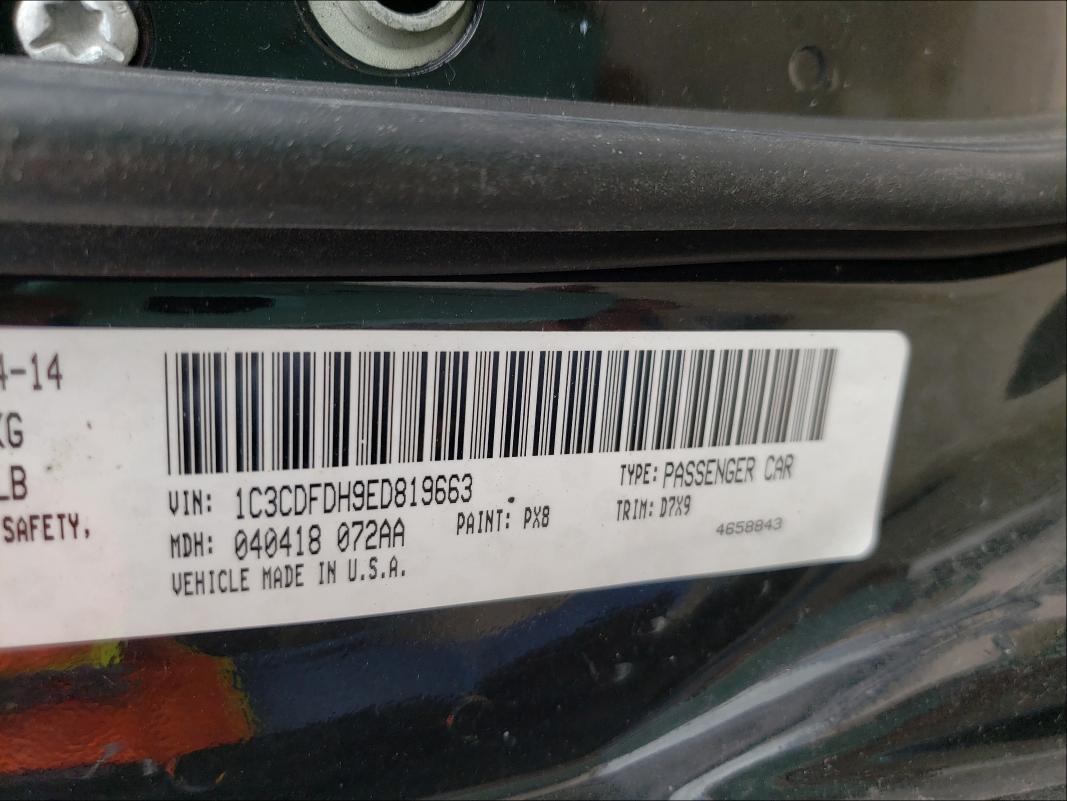 4-14
KG
LB
SAFETY,
VIN: 1C3CDFDH9ED819663
TYPE: PASSENGER CAR
MDH: 040418 072AA
PAINT: PX8
TRIM: D7X9
VEHICLE MADE IN U.S.A.
4658843